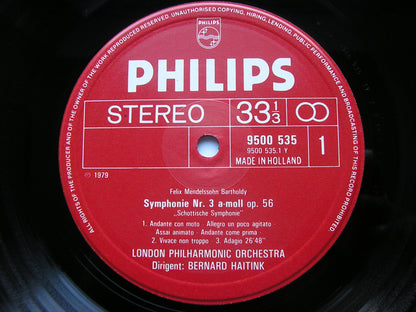 ALL RIGHTS OF THE PRODUCER AND OF THE OWNER OF THE WORK REPRODUCED RESERVED UNAUTHORISED COPYING, HIRING, LENDING, PUBLIC PERFORMANCE AND BROADCASTING OF THIS RECORD PROHIBITED
PHILIPS
PHILIPS
STEREO 33 1/3
9500 535
9500 535.1 Y
MADE IN HOLLAND
1
Ⓟ 1979
Felix Mendelssohn Bartholdy
Symphonie Nr. 3 a-moll op. 56
„Schottische Symphonie"
1. Andante con moto · Allegro un poco agitato ·
Assai animato · Andante come prima ·
2. Vivace non troppo · 3. Adagio 26'48"
LONDON PHILHARMONIC ORCHESTRA
Dirigent: BERNARD HAITINK